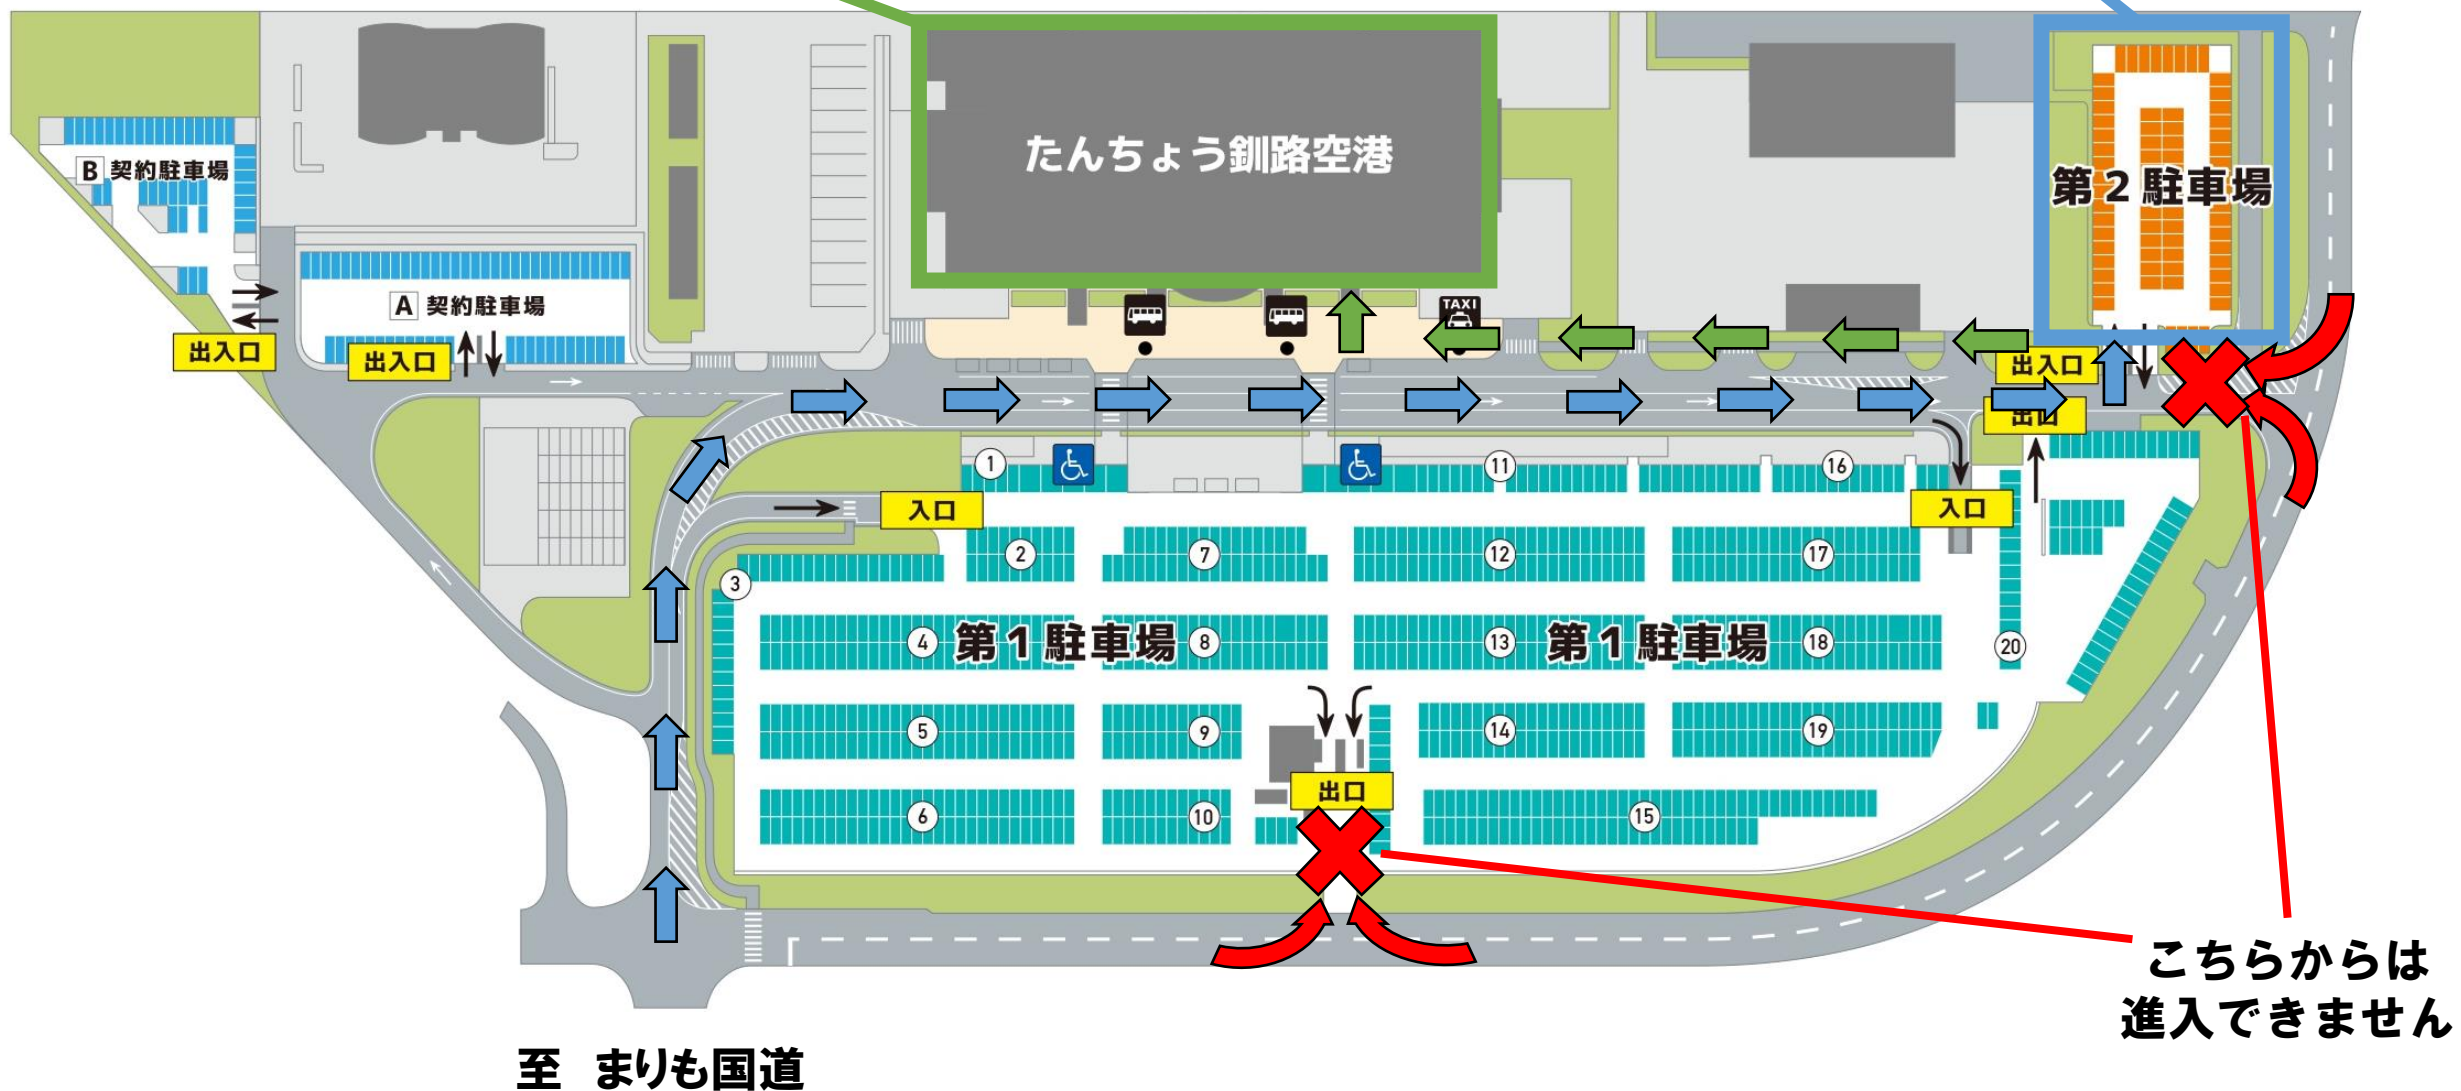 たんちょう釧路空港
B 契約駐車場
第2駐車場
A 契約駐車場
TAXI
出入口
出入口
出入口
出口
1
11
16
入口
入口
2
7
12
17
3
4
第1駐車場
8
13
第1駐車場
18
20
5
9
14
19
出口
6
10
15
こちらからは
進入できません
至 まりも国道